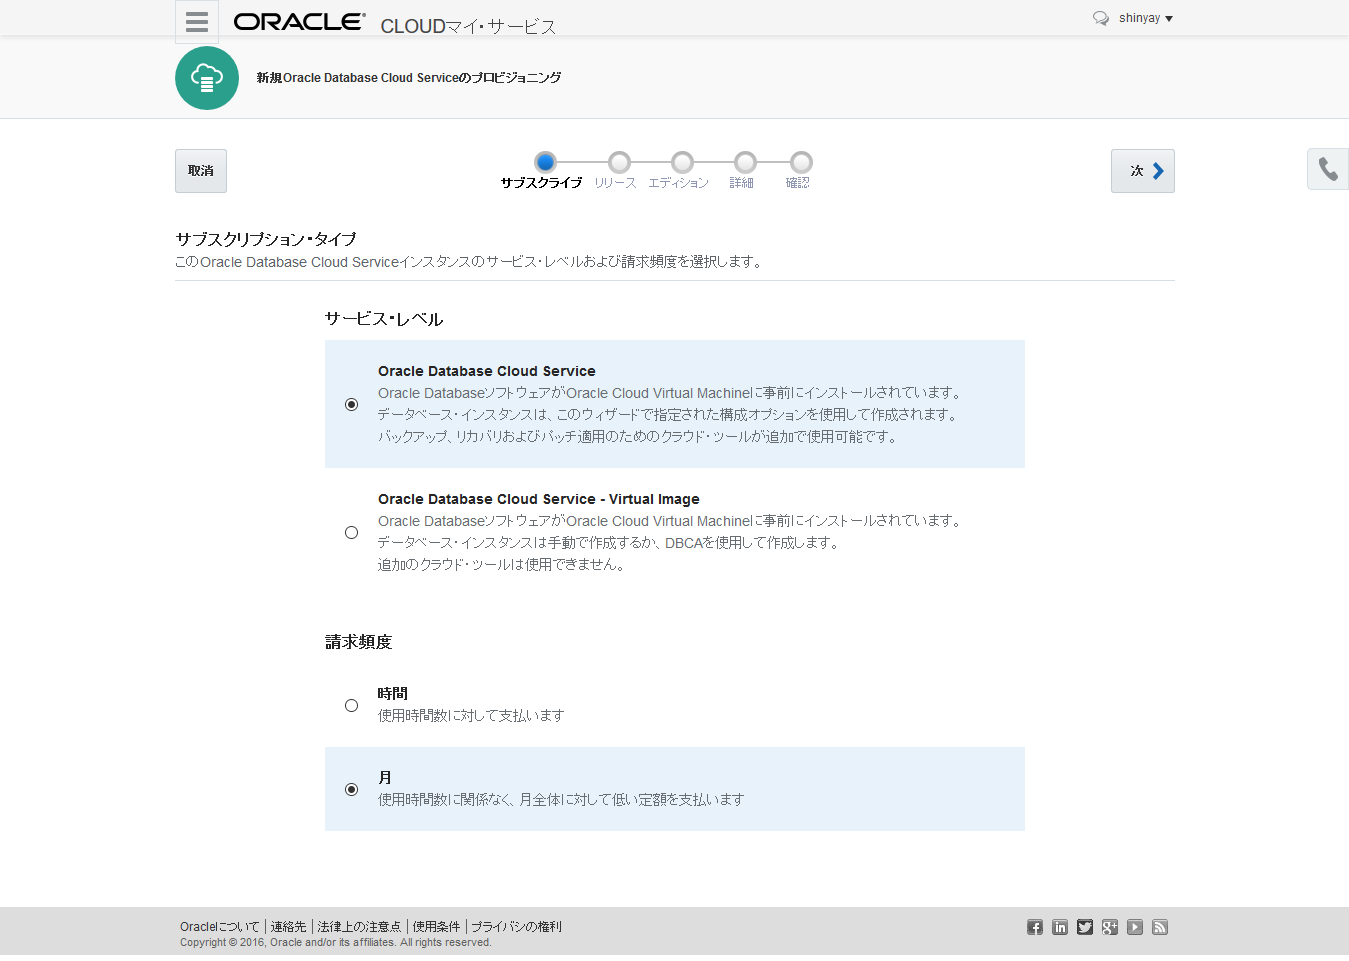 ORACLE CLOUDマイ・サービス
shinyay
新規Oracle Database Cloud Serviceのプロビジョニング
取消
サブスクライブ リリース エディション 詳細 確認
次
サブスクリプション・タイプ
このOracle Database Cloud Serviceインスタンスのサービス・レベルおよび請求頻度を選択します。
サービス・レベル
Oracle Database Cloud Service
Oracle DatabaseソフトウェアがOracle Cloud Virtual Machineに事前にインストールされています。
データベース・インスタンスは、このウィザードで指定された構成オプションを使用して作成されます。
バックアップ、リカバリおよびパッチ適用のためのクラウド・ツールが追加で使用可能です。
Oracle Database Cloud Service - Virtual Image
Oracle DatabaseソフトウェアがOracle Cloud Virtual Machineに事前にインストールされています。
データベース・インスタンスは手動で作成するか、DBCAを使用して作成します。
追加のクラウド・ツールは使用できません。
請求頻度
時間
使用時間数に対して支払います
月
使用時間数に関係なく、月全体に対して低い定額を支払います
Oracleについて | 連絡先 | 法律上の注意点 | 使用条件 | プライバシの権利
Copyright © 2016, Oracle and/or its affiliates. All rights reserved.